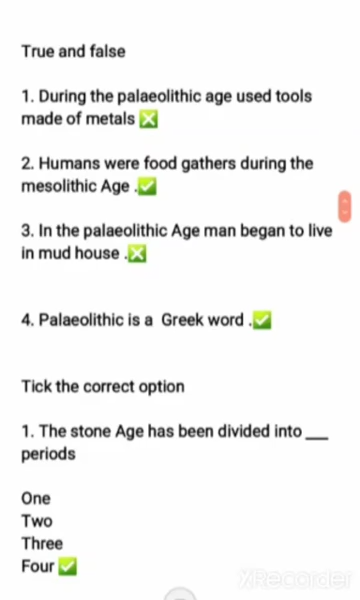 True and false
1. During the palaeolithic age used tools
made of metals ❎
2. Humans were food gathers during the
mesolithic Age .✅
3. In the palaeolithic Age man began to live
in mud house .❎
4. Palaeolithic is a  Greek word .✅
Tick the correct option
1. The stone Age has been divided into __
periods
One
Two
Three
Four ✅
XRecorder